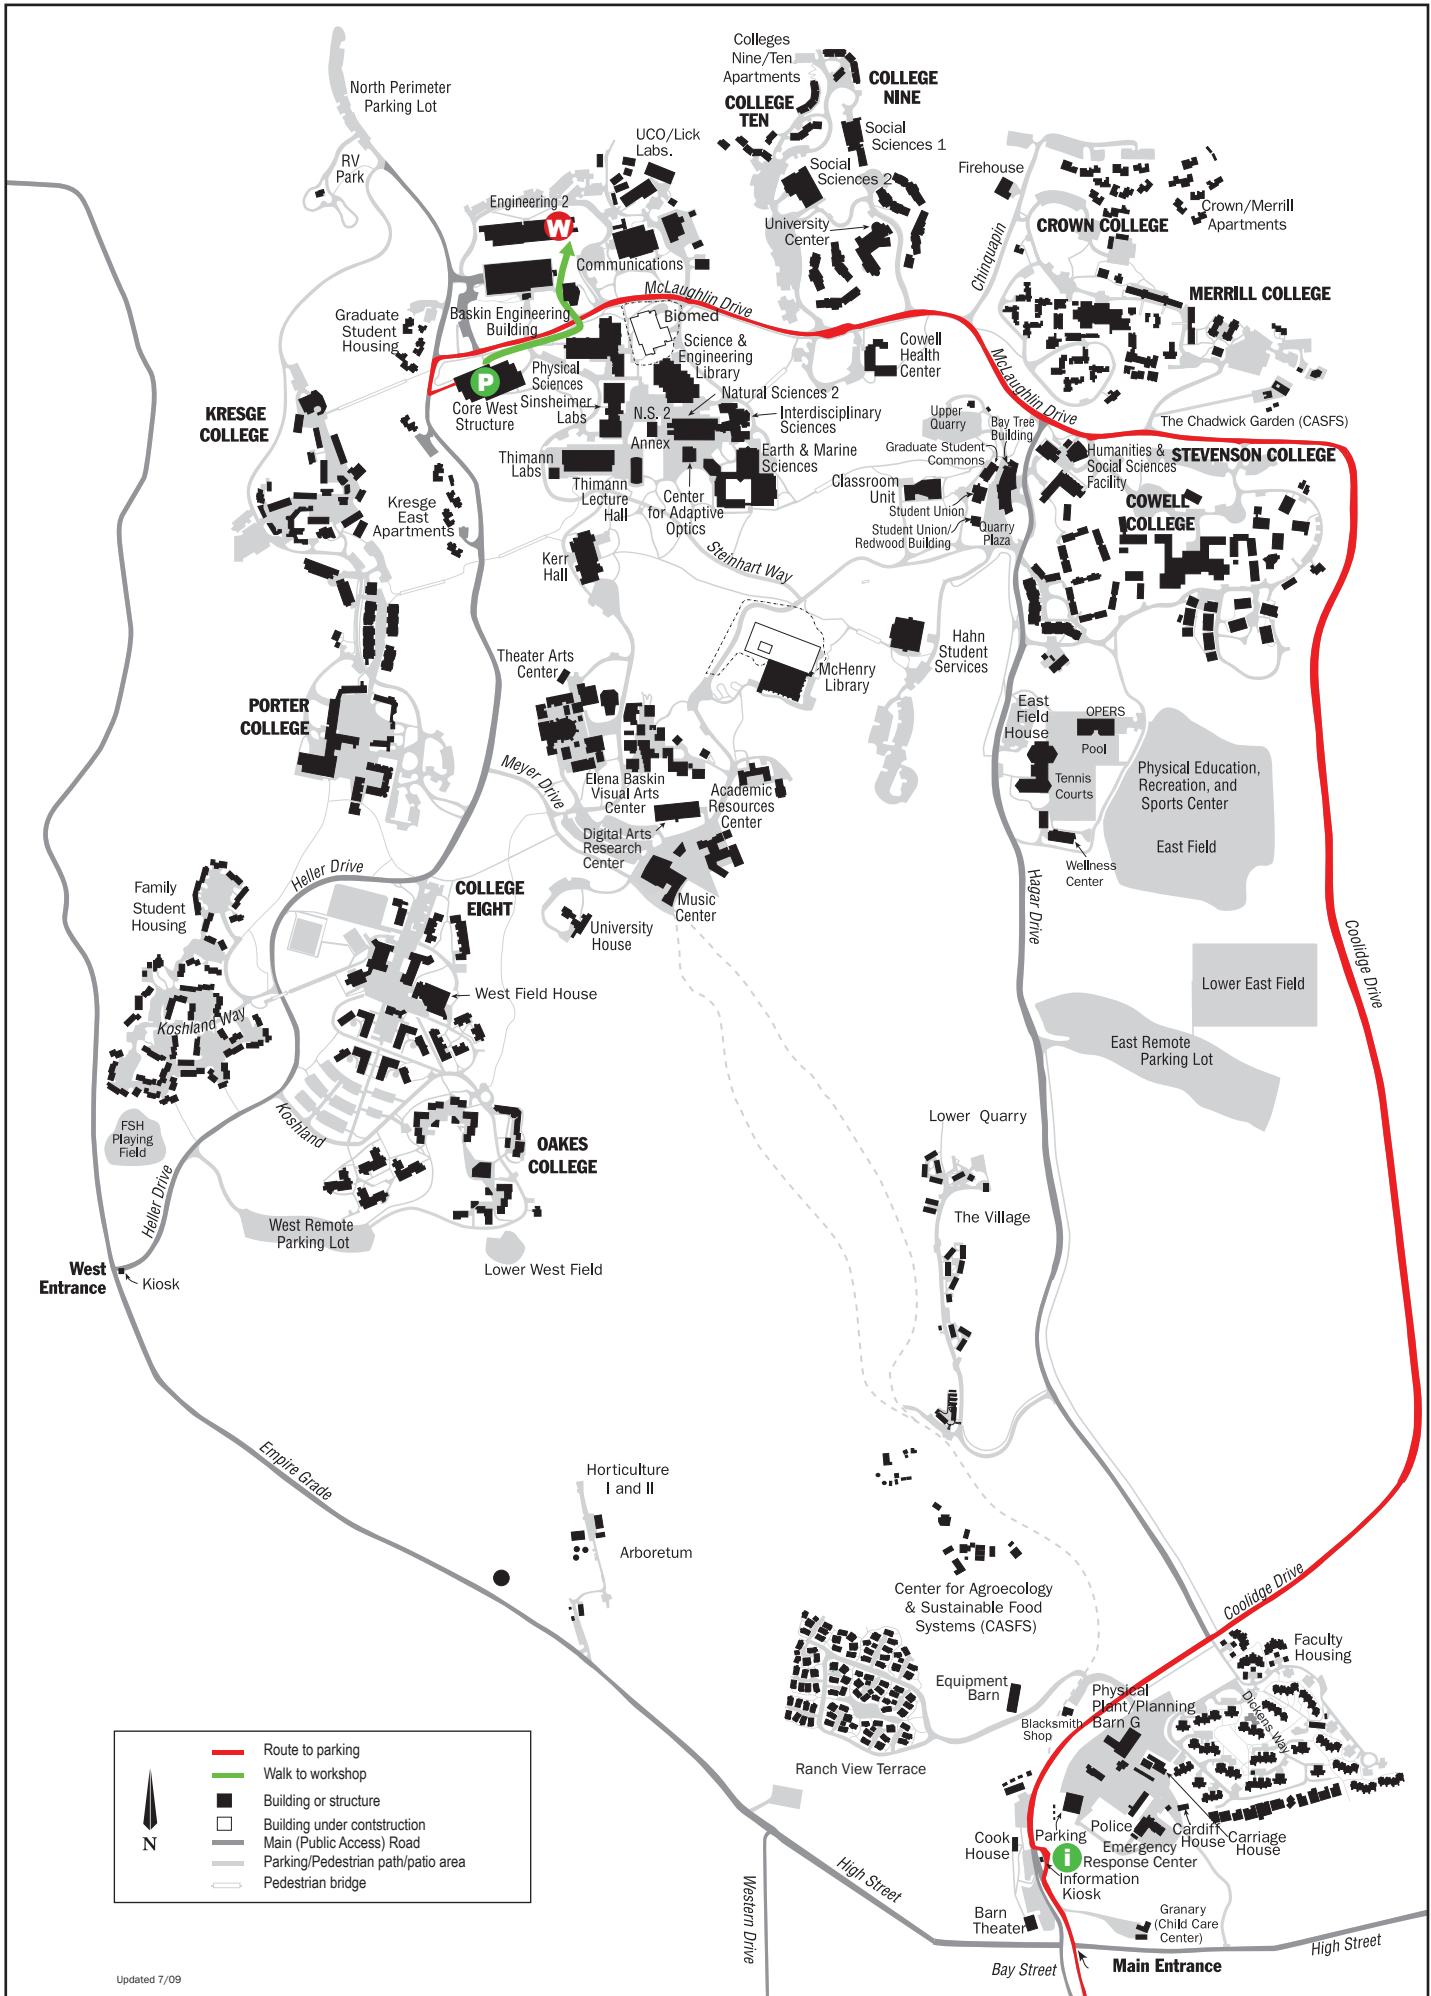 Colleges
Nine/Ten
Apartments
COLLEGE
NINE
COLLEGE
TEN
North Perimeter
Parking Lot
UCO/Lick
Labs.
Social
Sciences 1
RV
Park
Social
Sciences 2
Firehouse
Engineering 2
W
University
Center
Crown/Merrill
Apartments
CROWN COLLEGE
Chinquapin
Communications
McLaughlin Drive
MERRILL COLLEGE
Baskin Engineering
Building
Biomed
Graduate
Student
Housing
Science &
Engineering
Library
Cowell
Health
Center
McLaughlin Drive
Physical
Sciences
P
Sinsheimer
Labs
Natural Sciences 2
Core West
Structure
N.S. 2
Annex
Interdisciplinary
Sciences
Upper
Quarry
Bay Tree
Building
The Chadwick Garden (CASFS)
KRESGE
COLLEGE
Graduate Student
Commons
Humanities &
Social Sciences
Facility
STEVENSON COLLEGE
Earth & Marine
Sciences
Thimann
Labs
Thimann
Lecture
Hall
Center
for Adaptive
Optics
Classroom
Unit
Student Union
COWELL
COLLEGE
Kresge
East
Apartments
Student Union/
Redwood Building
Quarry
Plaza
Kerr
Hall
Steinhart Way
Hahn
Student
Services
Theater Arts
Center
McHenry
Library
PORTER
COLLEGE
East
Field
House
OPERS
Pool
Meyer Drive
Elena Baskin
Visual Arts
Center
Academic
Resources
Center
Tennis
Courts
Physical Education,
Recreation, and
Sports Center
East Field
Digital Arts
Research
Center
Wellness
Center
Heller Drive
COLLEGE
EIGHT
Family
Student
Housing
Music
Center
University
House
Hagar Drive
Coolidge Drive
West Field House
Lower East Field
Koshland Way
East Remote
Parking Lot
Koshland
FSH
Playing
Field
Lower Quarry
OAKES
COLLEGE
Heller Drive
The Village
West Remote
Parking Lot
Lower West Field
West
Entrance
Kiosk
Empire Grade
Horticulture
I and II
Arboretum
Center for Agroecology
& Sustainable Food
Systems (CASFS)
Coolidge Drive
Faculty
Housing
Equipment
Barn
Physical
Plant/Planning
Barn G
Dickens Way
Blacksmith
Shop
Ranch View Terrace
Route to parking
Walk to workshop
Building or structure
Building under contstruction
Main (Public Access) Road
Parking/Pedestrian path/patio area
Pedestrian bridge
N
Cook
House
Parking
Police
Cardiff
House
Carriage
House
Emergency
Response Center
i
Information
Kiosk
High Street
Western Drive
Barn
Theater
Granary
(Child Care
Center)
High Street
Bay Street
Main Entrance
Updated 7/09